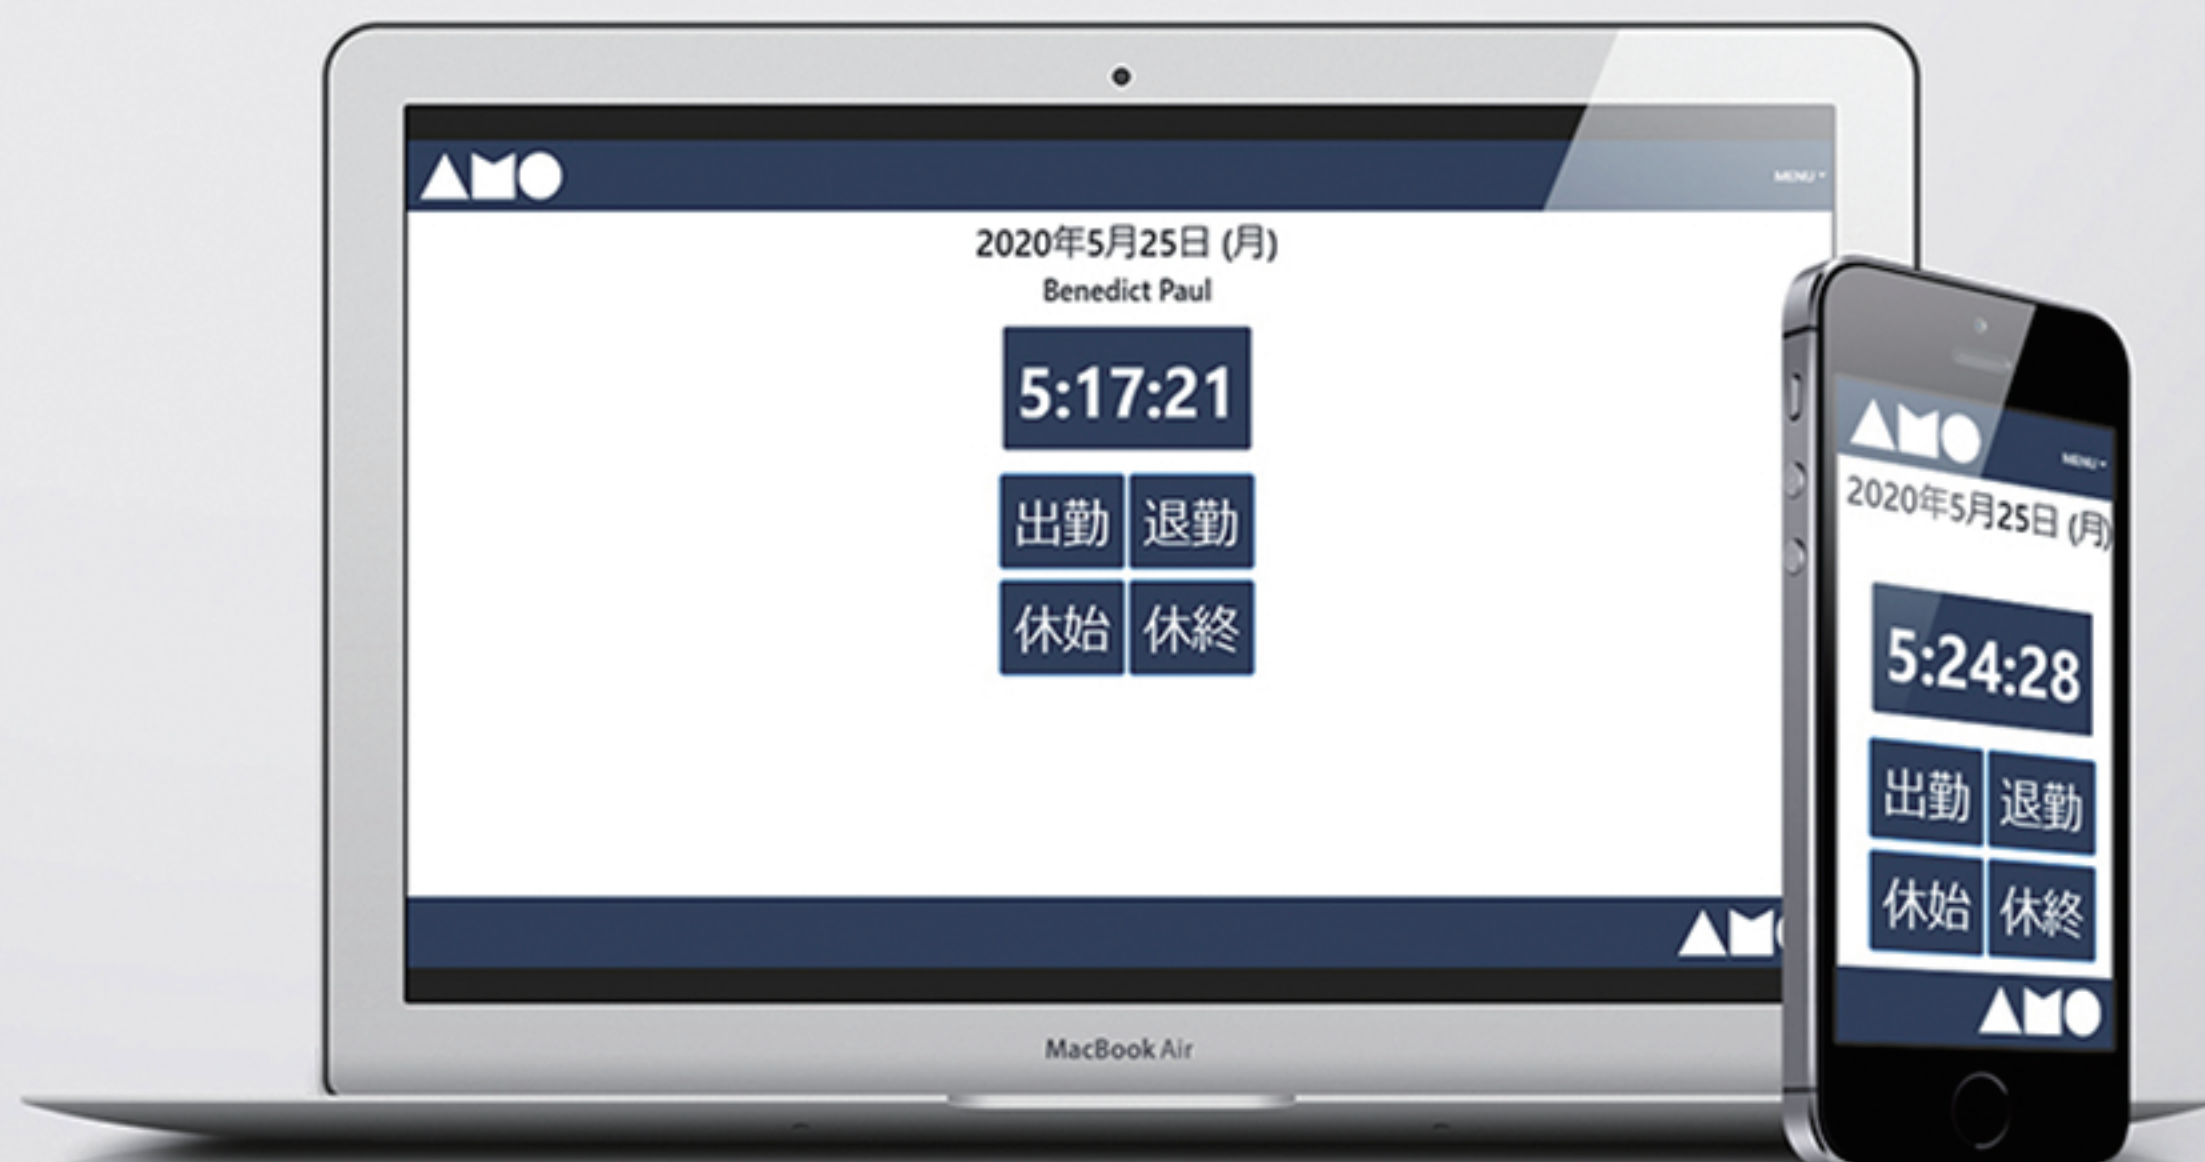 AMO
MENU
2020年5月25日 (月)
Benedict Paul
5:17:21
出勤 退勤
休始 休終
AM
MacBook Air
AMO
MENU
2020年5月25日 (月)
5:24:28
出勤 退勤
休始 休終
AMO